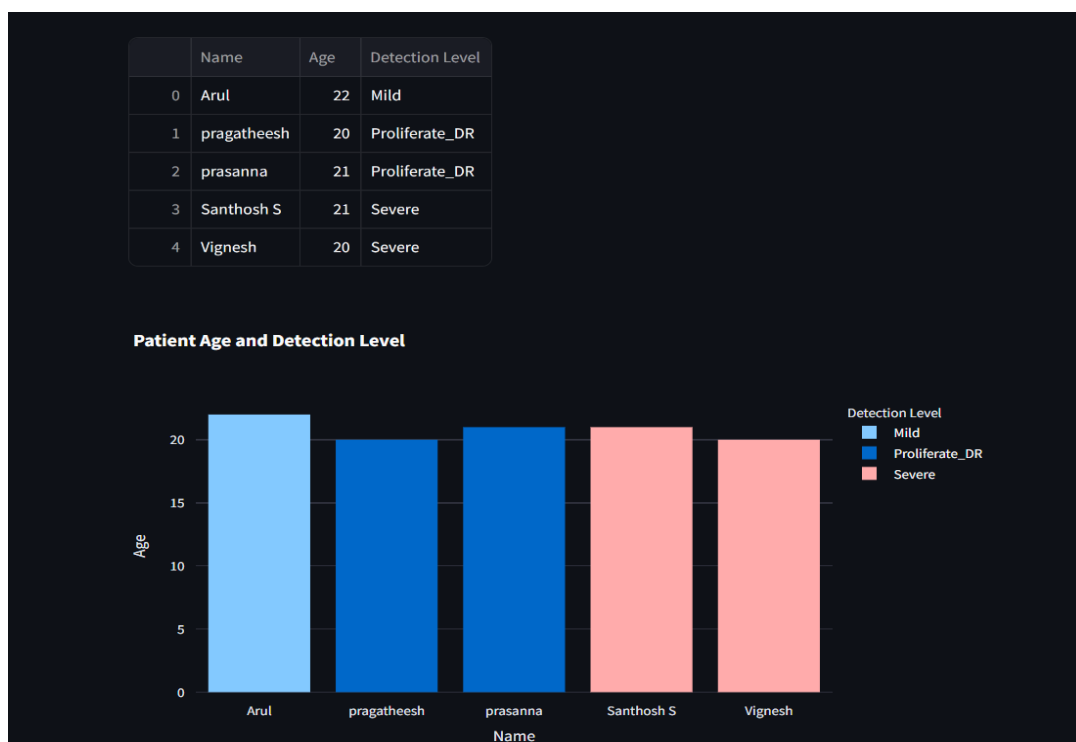 Name Age Detection Level
0 Arul 22 Mild
1 pragatheesh 20 Proliferate_DR
2 prasanna 21 Proliferate_DR
3 Santhosh S 21 Severe
4 Vignesh 20 Severe
Patient Age and Detection Level
Detection Level
Mild
Proliferate_DR
Severe
20
15
10
5
0
Age
Arul pragatheesh prasanna Santhosh S Vignesh
Name